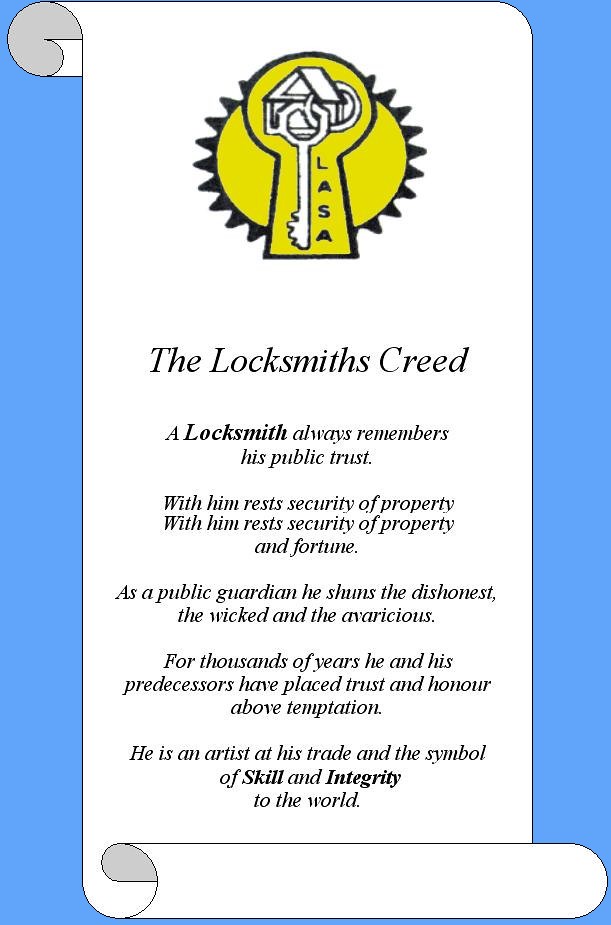 L
A
S
A
The Locksmiths Creed
A Locksmith always remembers
his public trust.
With him rests security of property
With him rests security of property
and fortune.
As a public guardian he shuns the dishonest,
the wicked and the avaricious.
For thousands of years he and his
predecessors have placed trust and honour
above temptation.
He is an artist at his trade and the symbol
of Skill and Integrity
to the world.